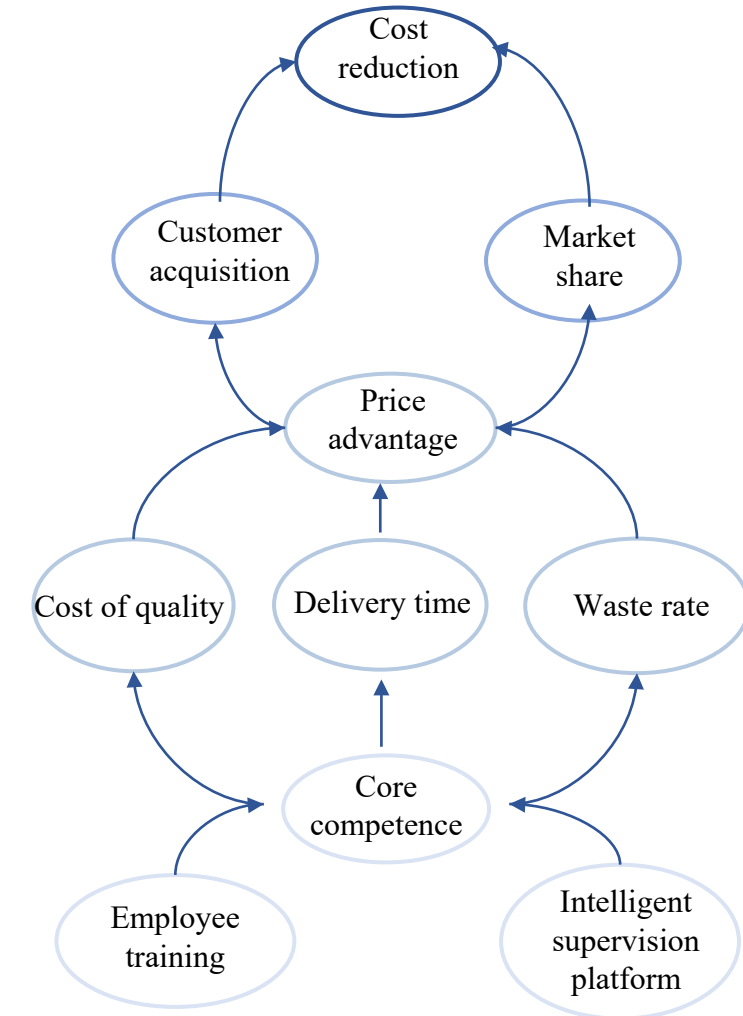 Cost
reduction
Customer
acquisition
Market
share
Price
advantage
Cost of quality
Delivery time
Waste rate
Core
competence
Employee
training
Intelligent
supervision
platform